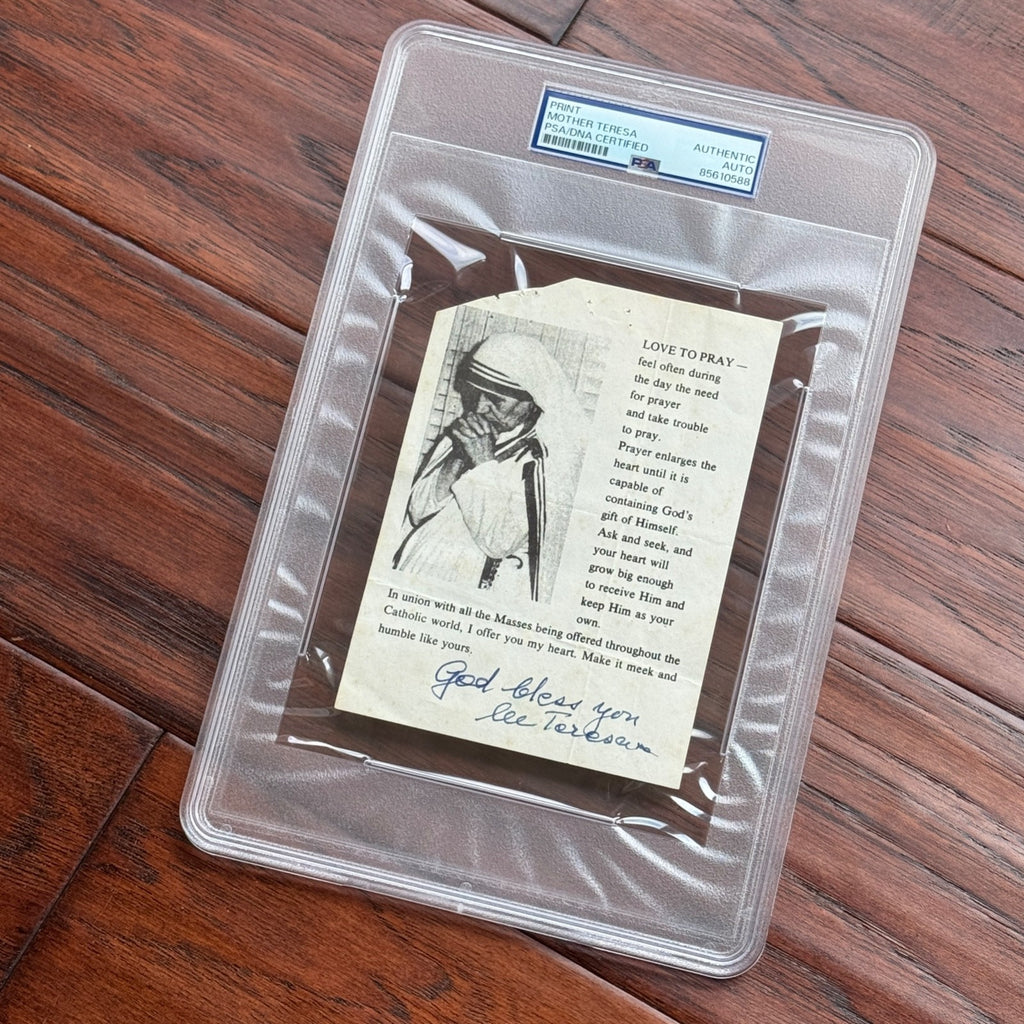 PRINT
MOTHER TERESA
PSA/DNA CERTIFIED
AUTHENTIC
AUTO
85610588
PSA
LOVE TO PRAY —
feel often during
the day the need
for prayer
and take trouble
to pray.
Prayer enlarges the
heart until it is
capable of
containing God's
gift of Himself.
Ask and seek, and
your heart will
grow big enough
to receive Him and
keep Him as your
own.
In union with all the Masses being offered throughout the
Catholic world, I offer you my heart. Make it meek and
humble like yours.
God bless you
lle Teresa